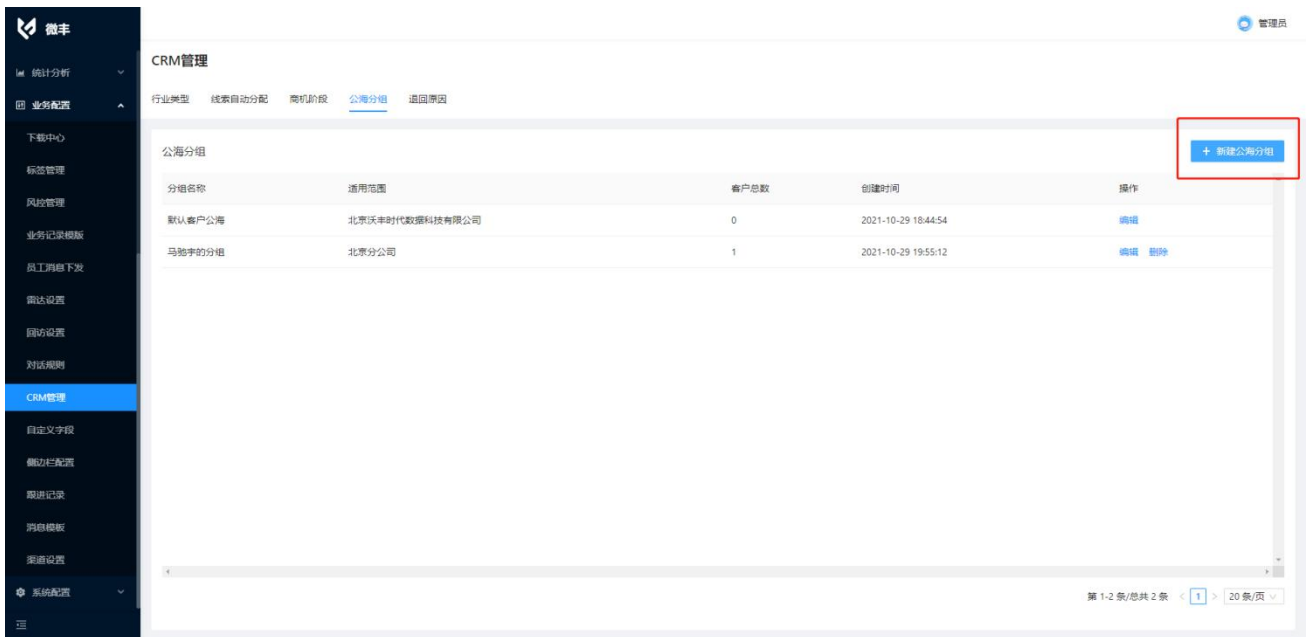 微丰
管理员
统计分析
业务配置
下载中心
标签管理
风控管理
业务记录模版
员工消息下发
雷达设置
回访设置
对话规则
CRM管理
自定义字段
侧边栏配置
跟进记录
消息模板
渠道设置
系统配置
CRM管理
行业类型 线索自动分配 商机阶段 公海分组 退回原因
公海分组
+ 新建公海分组
分组名称 适用范围 客户总数 创建时间 操作
默认客户公海 北京沃丰时代数据科技有限公司 0 2021-10-29 18:44:54 编辑
马驰宇的分组 北京分公司 1 2021-10-29 19:55:12 编辑 删除
第 1-2 条/总共 2 条 < 1 > 20 条/页